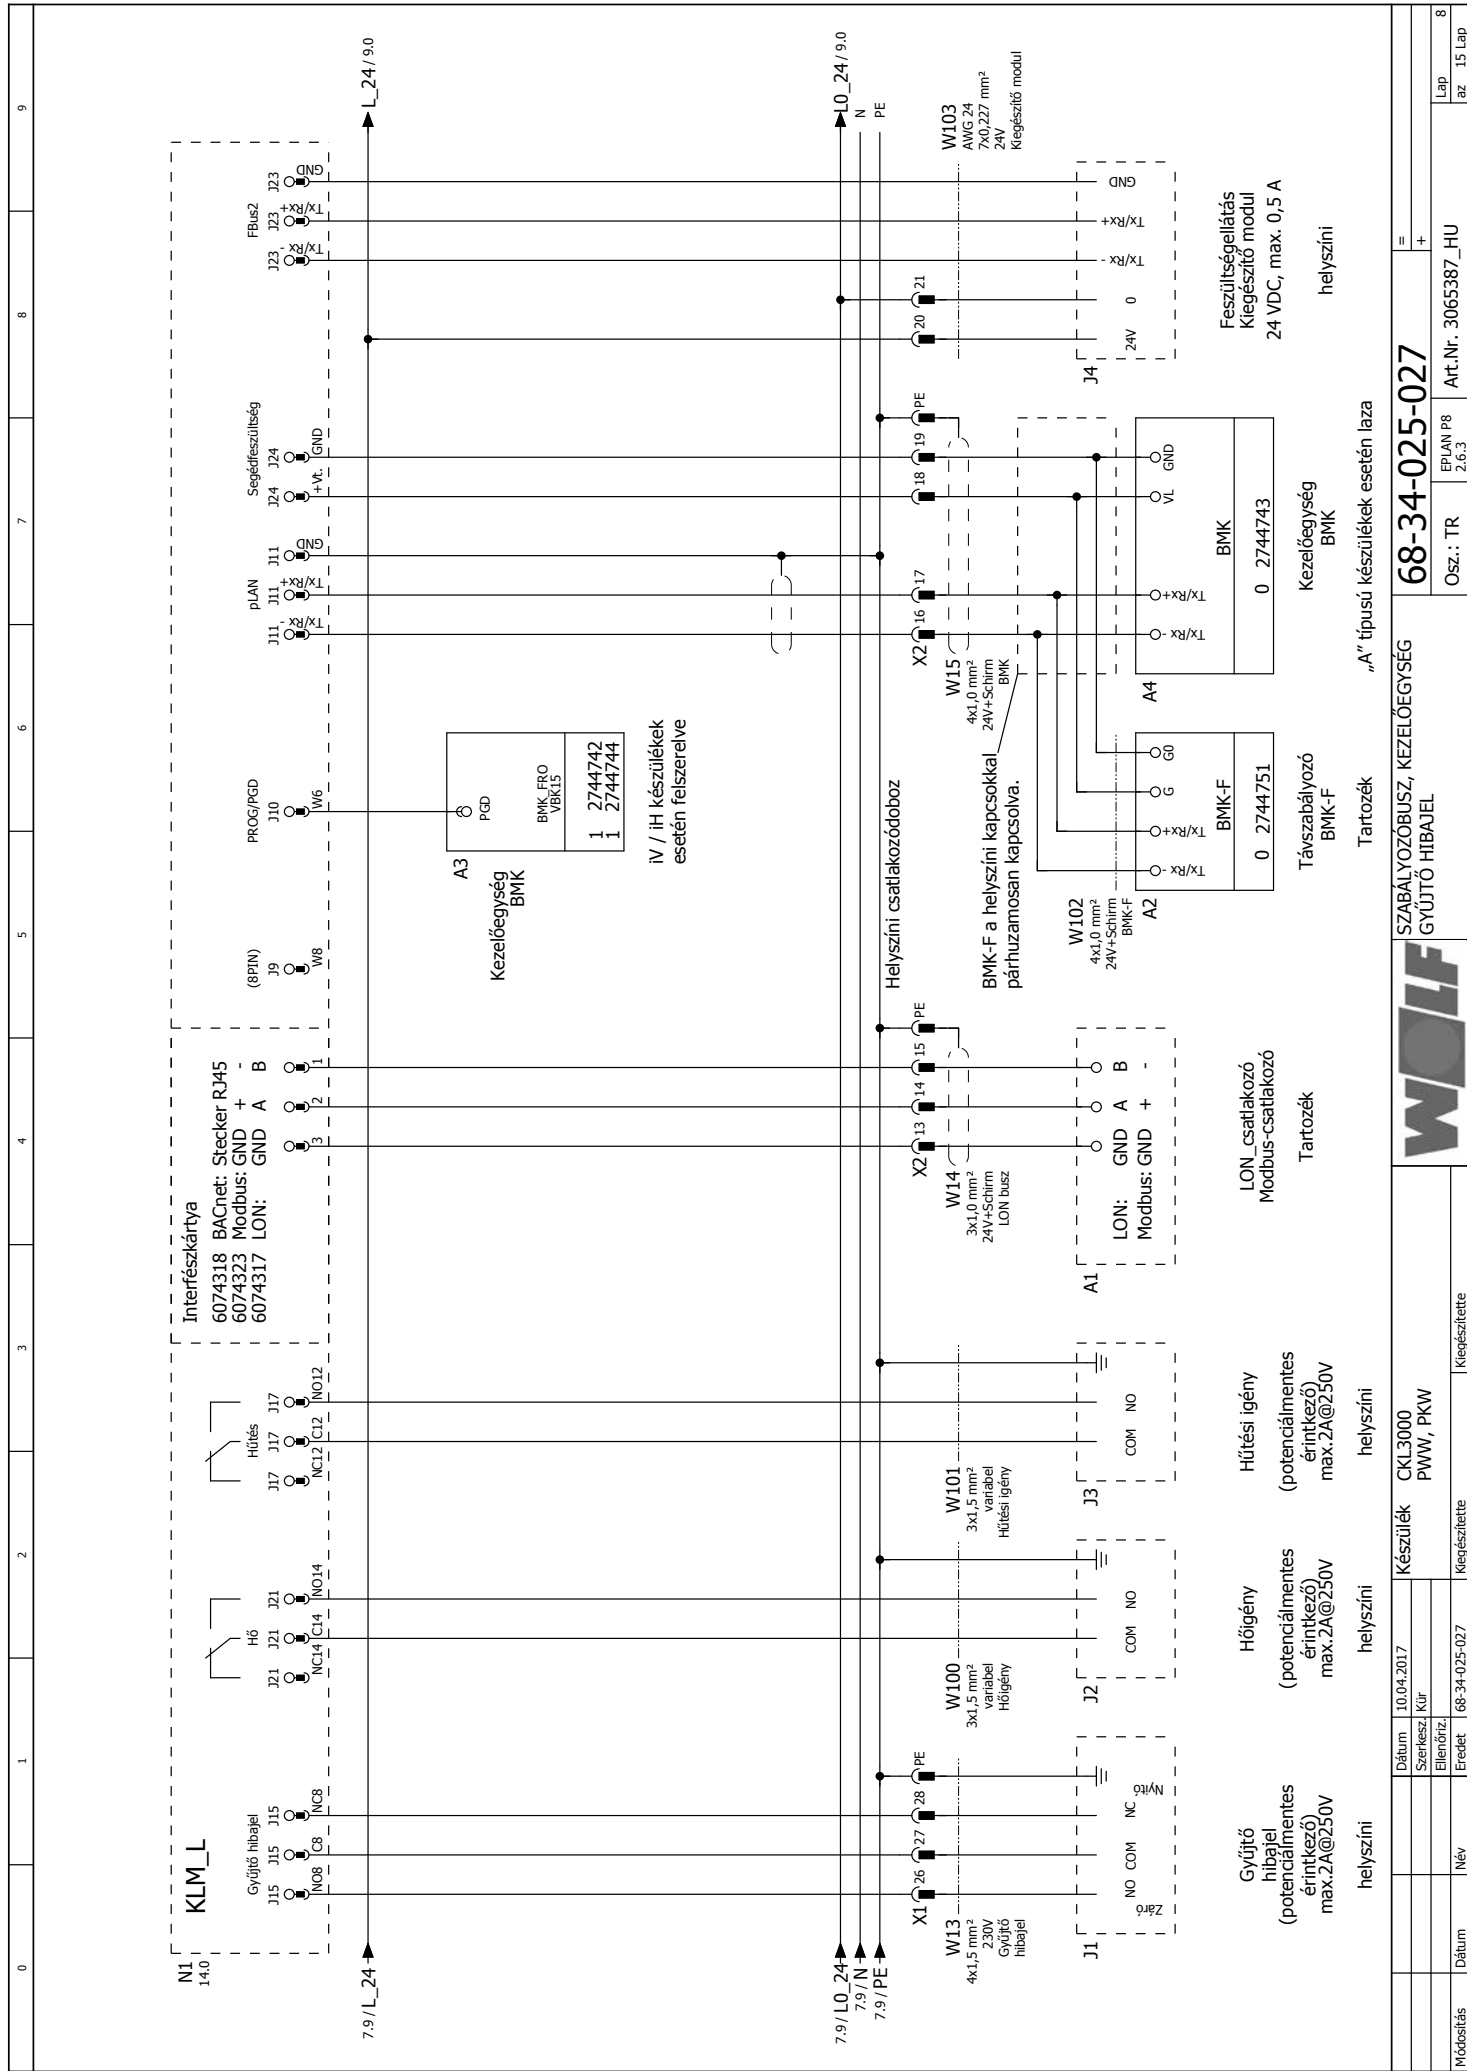 0
1
2
3
4
5
6
7
8
9
N1
14.0
KLM_L
Gyűjtő hibajel
J15
J15
J15
NO8
C8
NC8
Hő
J21
J21
J21
NC14
C14
NO14
Hűtés
J17
J17
J17
NC12
C12
NO12
Interfészkártya
6074318 BACnet: Stecker RJ45
6074323 Modbus: GND + -
6074317 LON: GND A B
3
2
1
(8PIN)
J9
W8
PROG/PGD
J10
W6
pLAN
J11
J11
J11
Tx/Rx -
Tx/Rx+
GND
Segédfeszültség
J24
J24
+Vt.
GND
FBus2
J23
J23
J23
Tx/Rx -
Tx/Rx+
GND
7.9 / L_24
L_24 / 9.0
A3
Kezelőegység
BMK
PGD
BMK_FRO
VBK15
1 2744742
1 2744744
iV / iH készülékek
esetén felszerelve
7.9 / L0_24
7.9 / N
7.9 / PE
L0_24 / 9.0
N
PE
Helyszíni csatlakozódoboz
X1
26
27
28
PE
W13
4x1,5 mm²
230V
Gyűjtő
hibajel
W100
3x1,5 mm²
variabel
Hőigény
W101
3x1,5 mm²
variabel
Hűtési igény
X2
13
14
15
PE
W14
3x1,0 mm²
24V+Schirm
LON busz
BMK-F a helyszíni kapcsokkal
párhuzamosan kapcsolva.
X2
16
17
18
19
PE
W15
4x1,0 mm²
24V+Schirm
BMK
20
21
W103
AWG 24
7x0,227 mm²
24V
Kiegészítő modul
J1
NO
COM
NC
Záró
Nyitó
J2
COM
NO
J3
COM
NO
A1
LON: GND A B
Modbus: GND + -
W102
4x1,0 mm²
24V+Schirm
BMK-F
A2
Tx/Rx -
Tx/Rx+
G
G0
BMK-F
0 2744751
A4
Tx/Rx -
Tx/Rx+
VL
GND
BMK
0 2744743
J4
24V
0
Tx/Rx -
Tx/Rx+
GND
Gyűjtő
hibajel
(potenciálmentes
érintkező)
max.2A@250V
helyszíni
Hőigény
(potenciálmentes
érintkező)
max.2A@250V
helyszíni
Hűtési igény
(potenciálmentes
érintkező)
max.2A@250V
helyszíni
LON_csatlakozó
Modbus-csatlakozó
Tartozék
Távszabályozó
BMK-F
Tartozék
Kezelőegység
BMK
„A” típusú készülékek esetén laza
Feszültségellátás
Kiegészítő modul
24 VDC, max. 0,5 A
helyszíni
Módosítás
Dátum
Név
Dátum 10.04.2017
Szerkesz. Kür
Ellenőriz.
Eredet 68-34-025-027
Készülék CKL3000
PWW, PKW
Kiegészítette
Kiegészítette
WOLF
SZABÁLYOZÓBUSZ, KEZELŐEGYSÉG
GYŰJTŐ HIBAJEL
68-34-025-027
Osz.: TR
EPLAN P8
2.6.3
Art.Nr. 3065387_HU
=
+
Lap 8
az 15 Lap